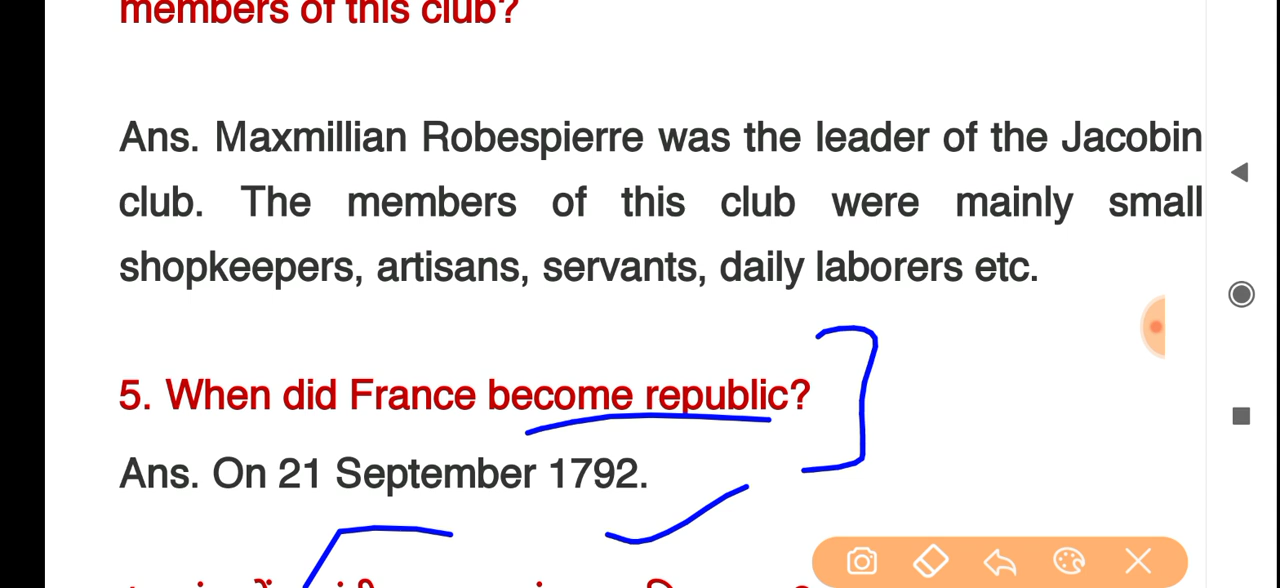 members of this club?
Ans. Maxmillian Robespierre was the leader of the Jacobin
club. The members of this club were mainly small
shopkeepers, artisans, servants, daily laborers etc.
5. When did France become republic?
Ans. On 21 September 1792.